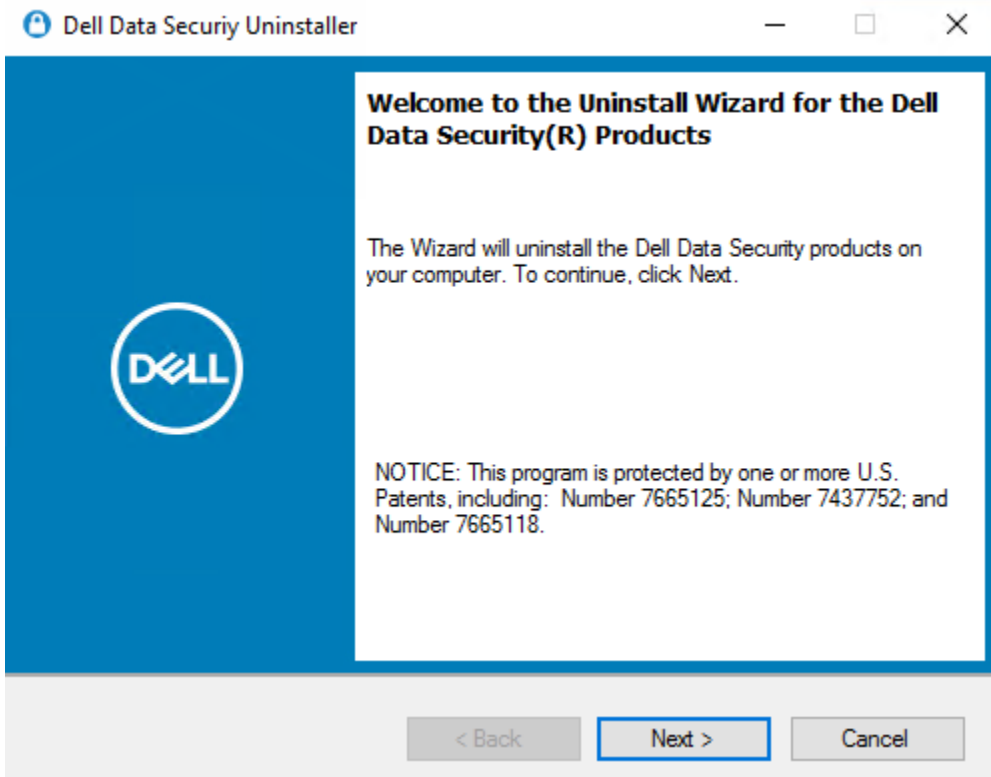 Dell Data Securiy Uninstaller
Welcome to the Uninstall Wizard for the Dell
Data Security(R) Products
The Wizard will uninstall the Dell Data Security products on
your computer. To continue, click Next.
DELL
NOTICE: This program is protected by one or more U.S.
Patents, including:  Number 7665125; Number 7437752; and
Number 7665118.
< Back
Next >
Cancel